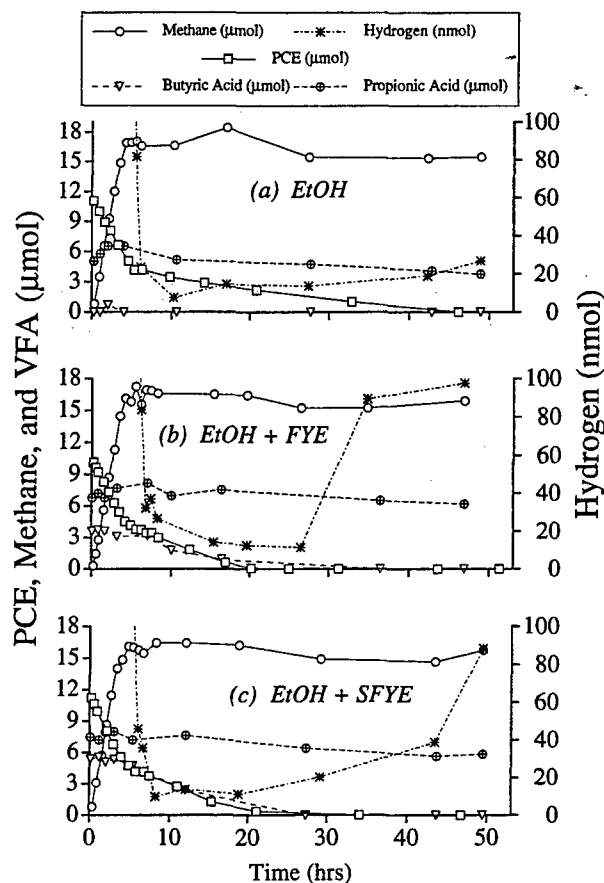 Methane (µmol) Hydrogen (nmol)
PCE (µmol)
Butyric Acid (µmol) Propionic Acid (µmol)
PCE, Methane, and VFA (µmol)
Hydrogen (nmol)
18 100
15 80
12 60
9
6 40
3 20
0 0
(a) EtOH
18 100
15 80
12 60
9
6 40
3 20
0 0
(b) EtOH + FYE
18 100
15 80
12 60
9
6 40
3 20
0 0
(c) EtOH + SFYE
0 10 20 30 40 50
Time (hrs)